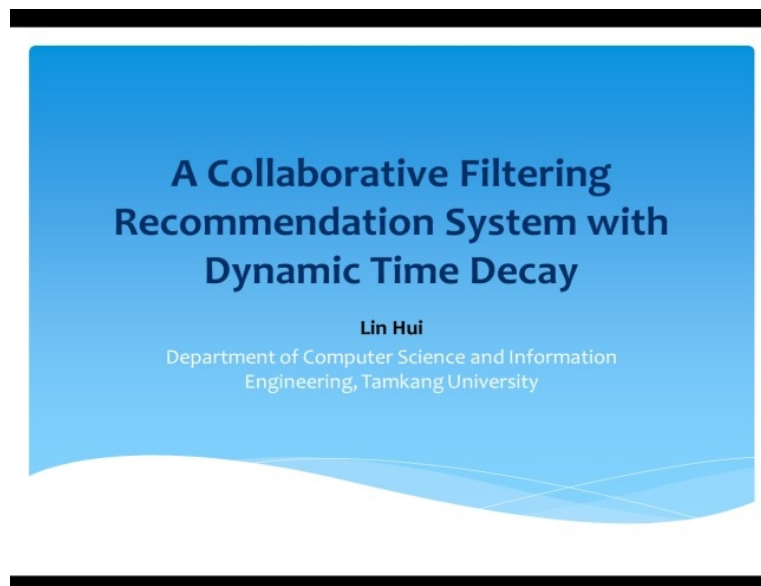 A Collaborative Filtering
Recommendation System with
Dynamic Time Decay
Lin Hui
Department of Computer Science and Information
Engineering, Tamkang University